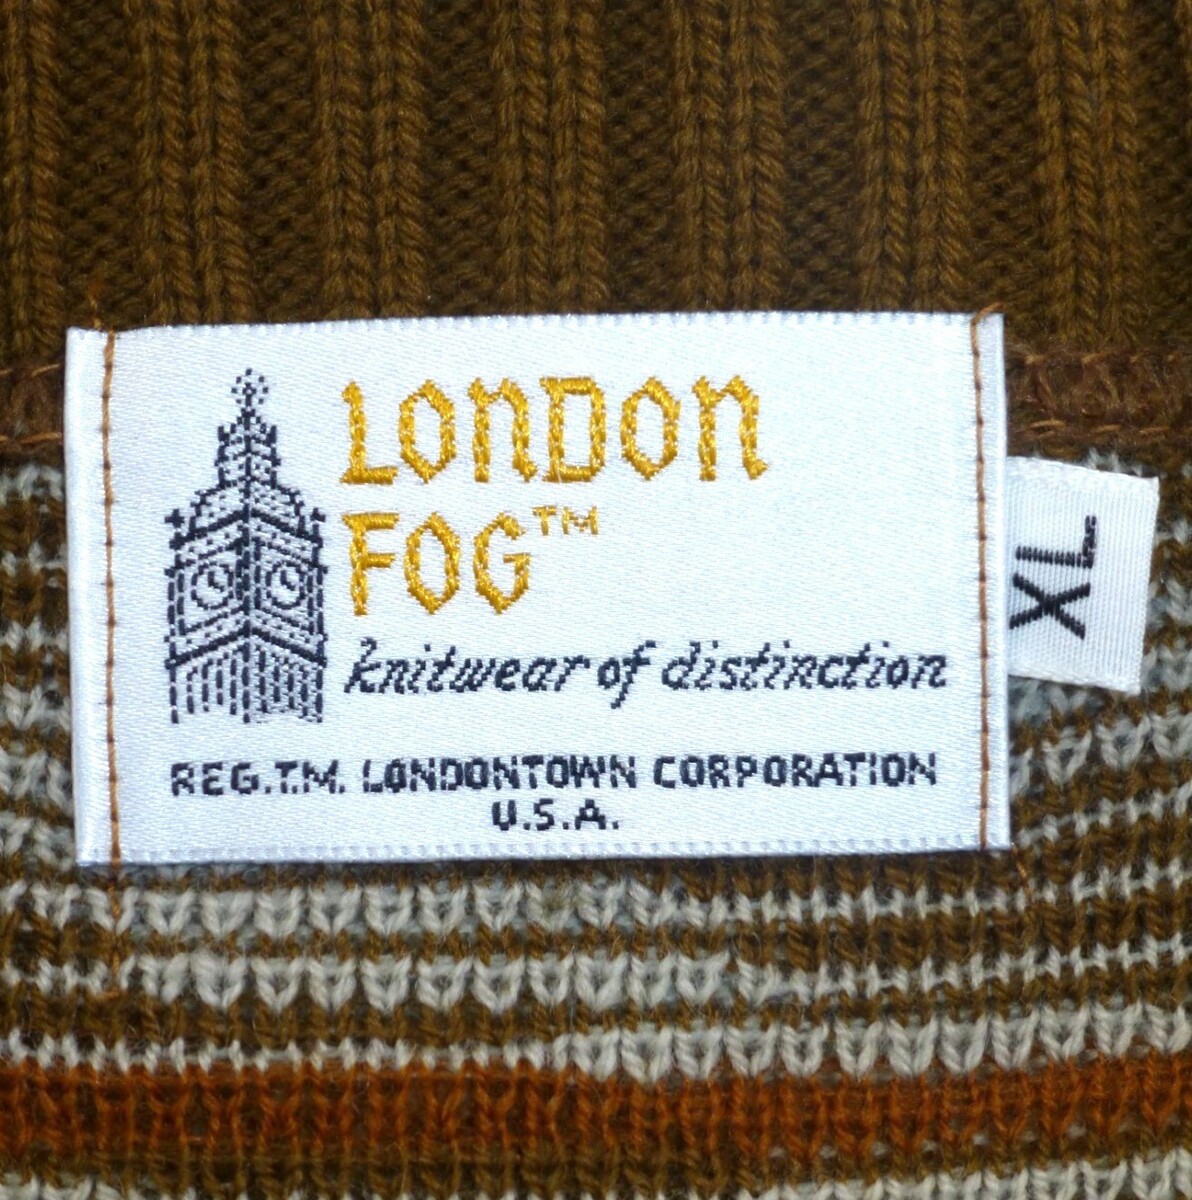 LONDON
FOG™
knitwear of distinction
REG.T.M. LONDONTOWN CORPORATION
U.S.A.
XL